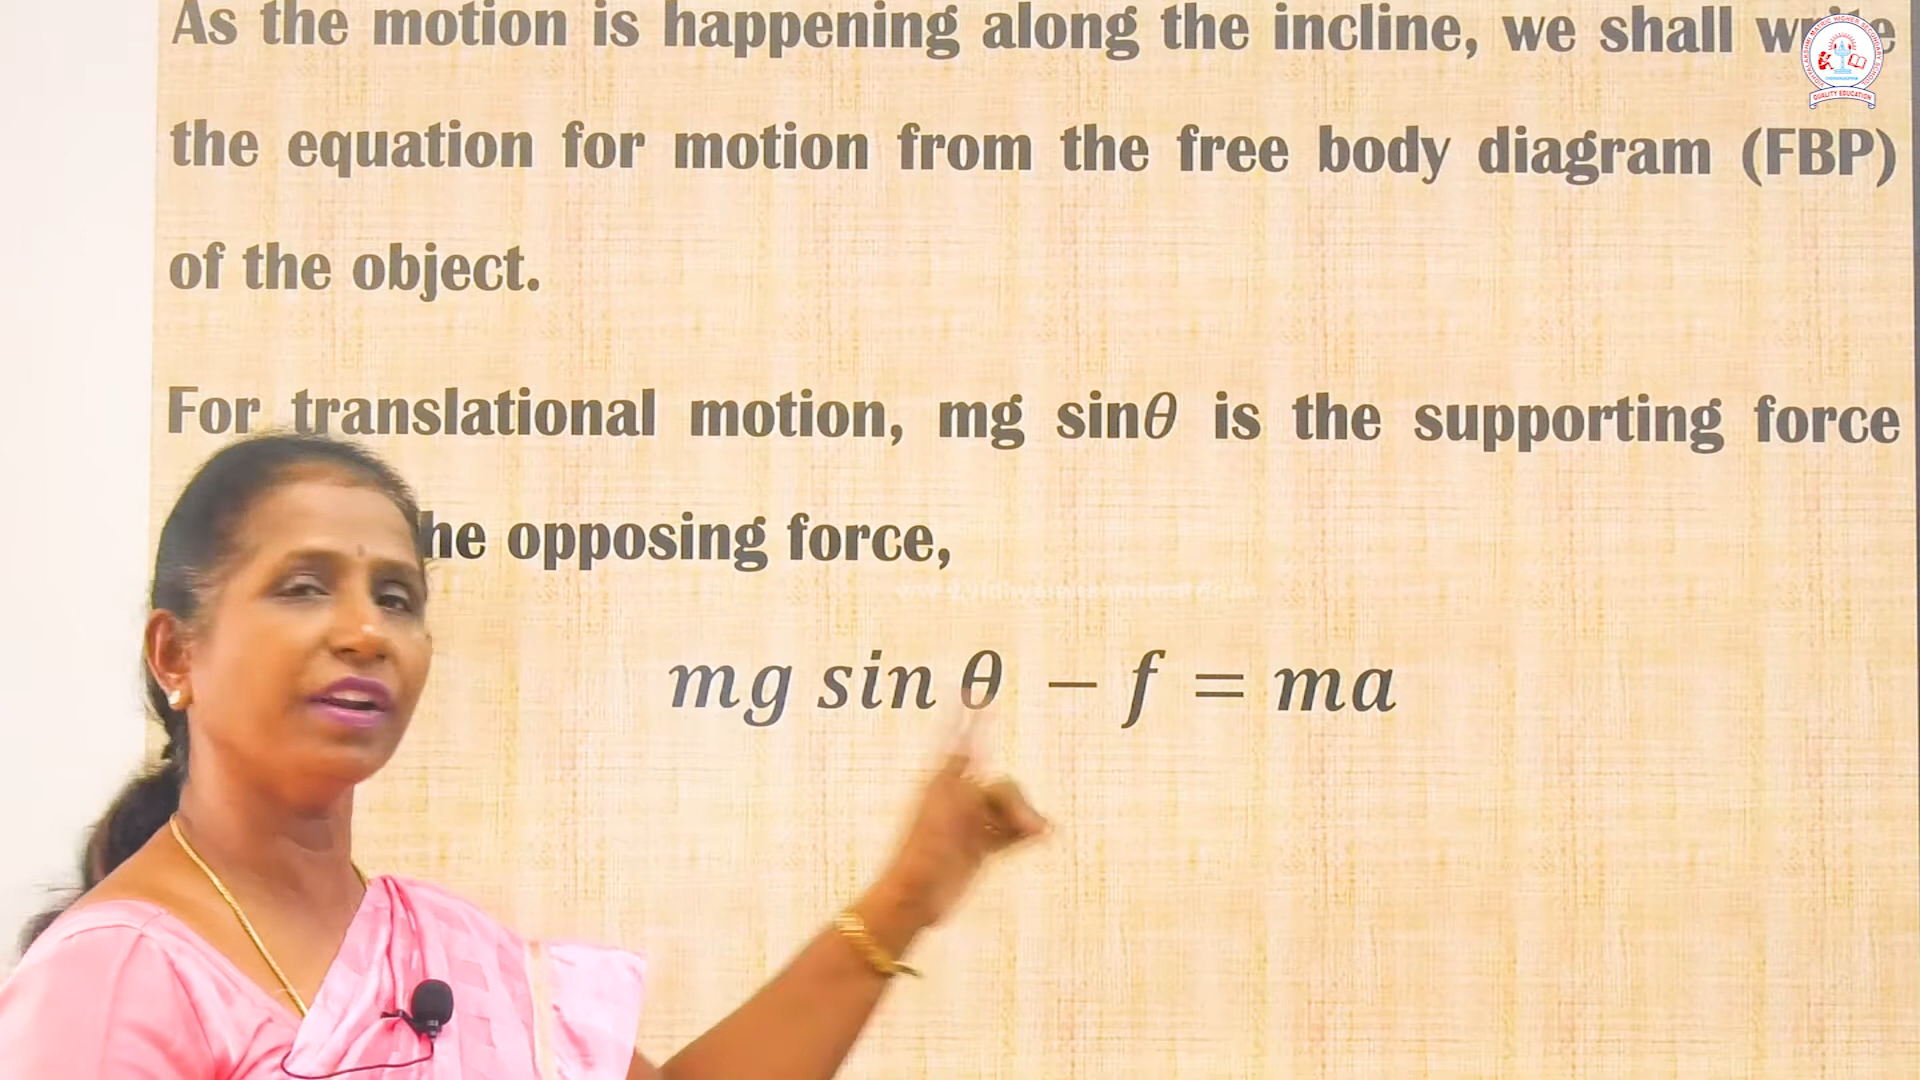 As the motion is happening along the incline, we shall
the equation for motion from the free body diagram (FBP)
of the object.
For translational motion, mg sinθ is the supporting force
he opposing force,
mg sin θ − f = ma
QUALITY EDUCATION